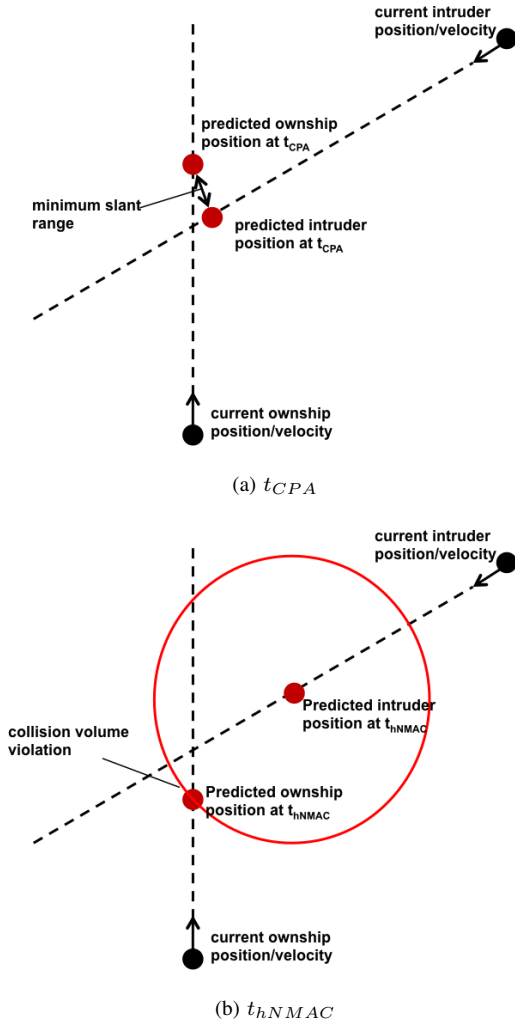 current intruder
position/velocity
predicted ownship
position at tCPA
minimum slant
range
predicted intruder
position at tCPA
current ownship
position/velocity
(a) tCPA
current intruder
position/velocity
Predicted intruder
position at thNMAC
collision volume
violation
Predicted ownship
position at thNMAC
current ownship
position/velocity
(b) thNMAC